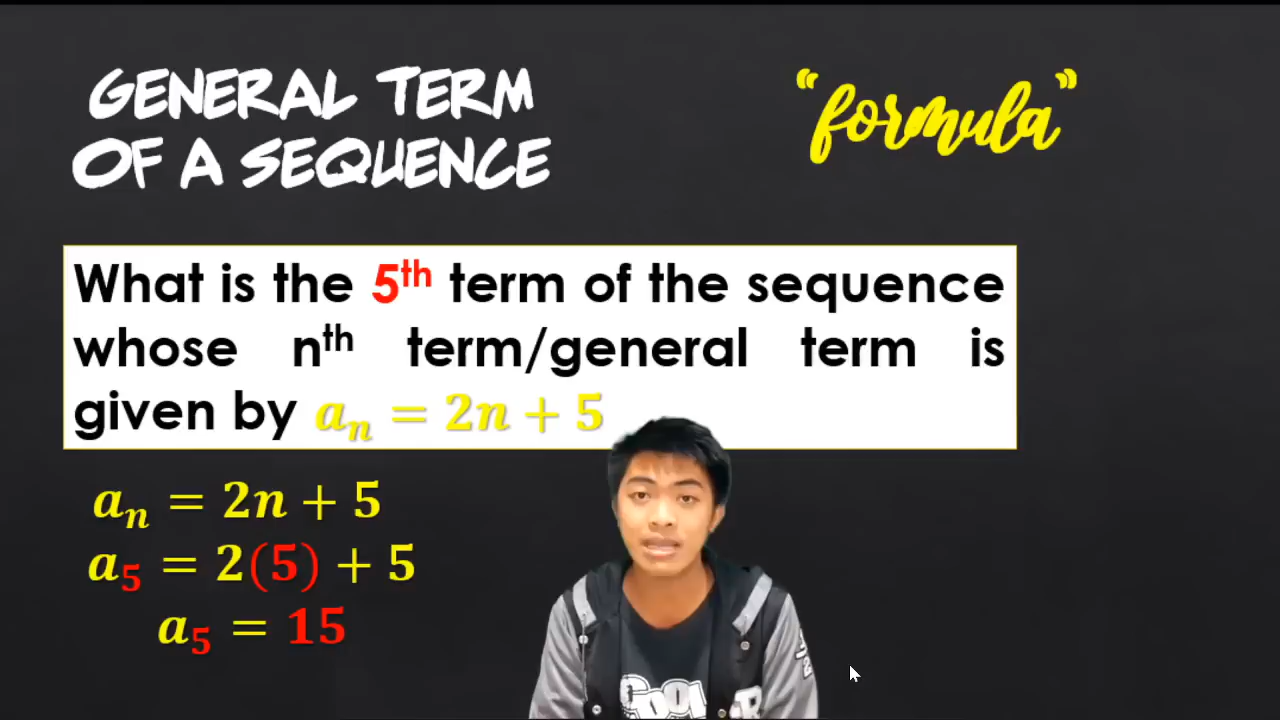 GENERAL TERM
OF A SEQUENCE
"formula"
What is the 5th term of the sequence
whose nth term/general term is
given by aₙ = 2n + 5
aₙ = 2n + 5
a₅ = 2(5) + 5
a₅ = 15
COOL